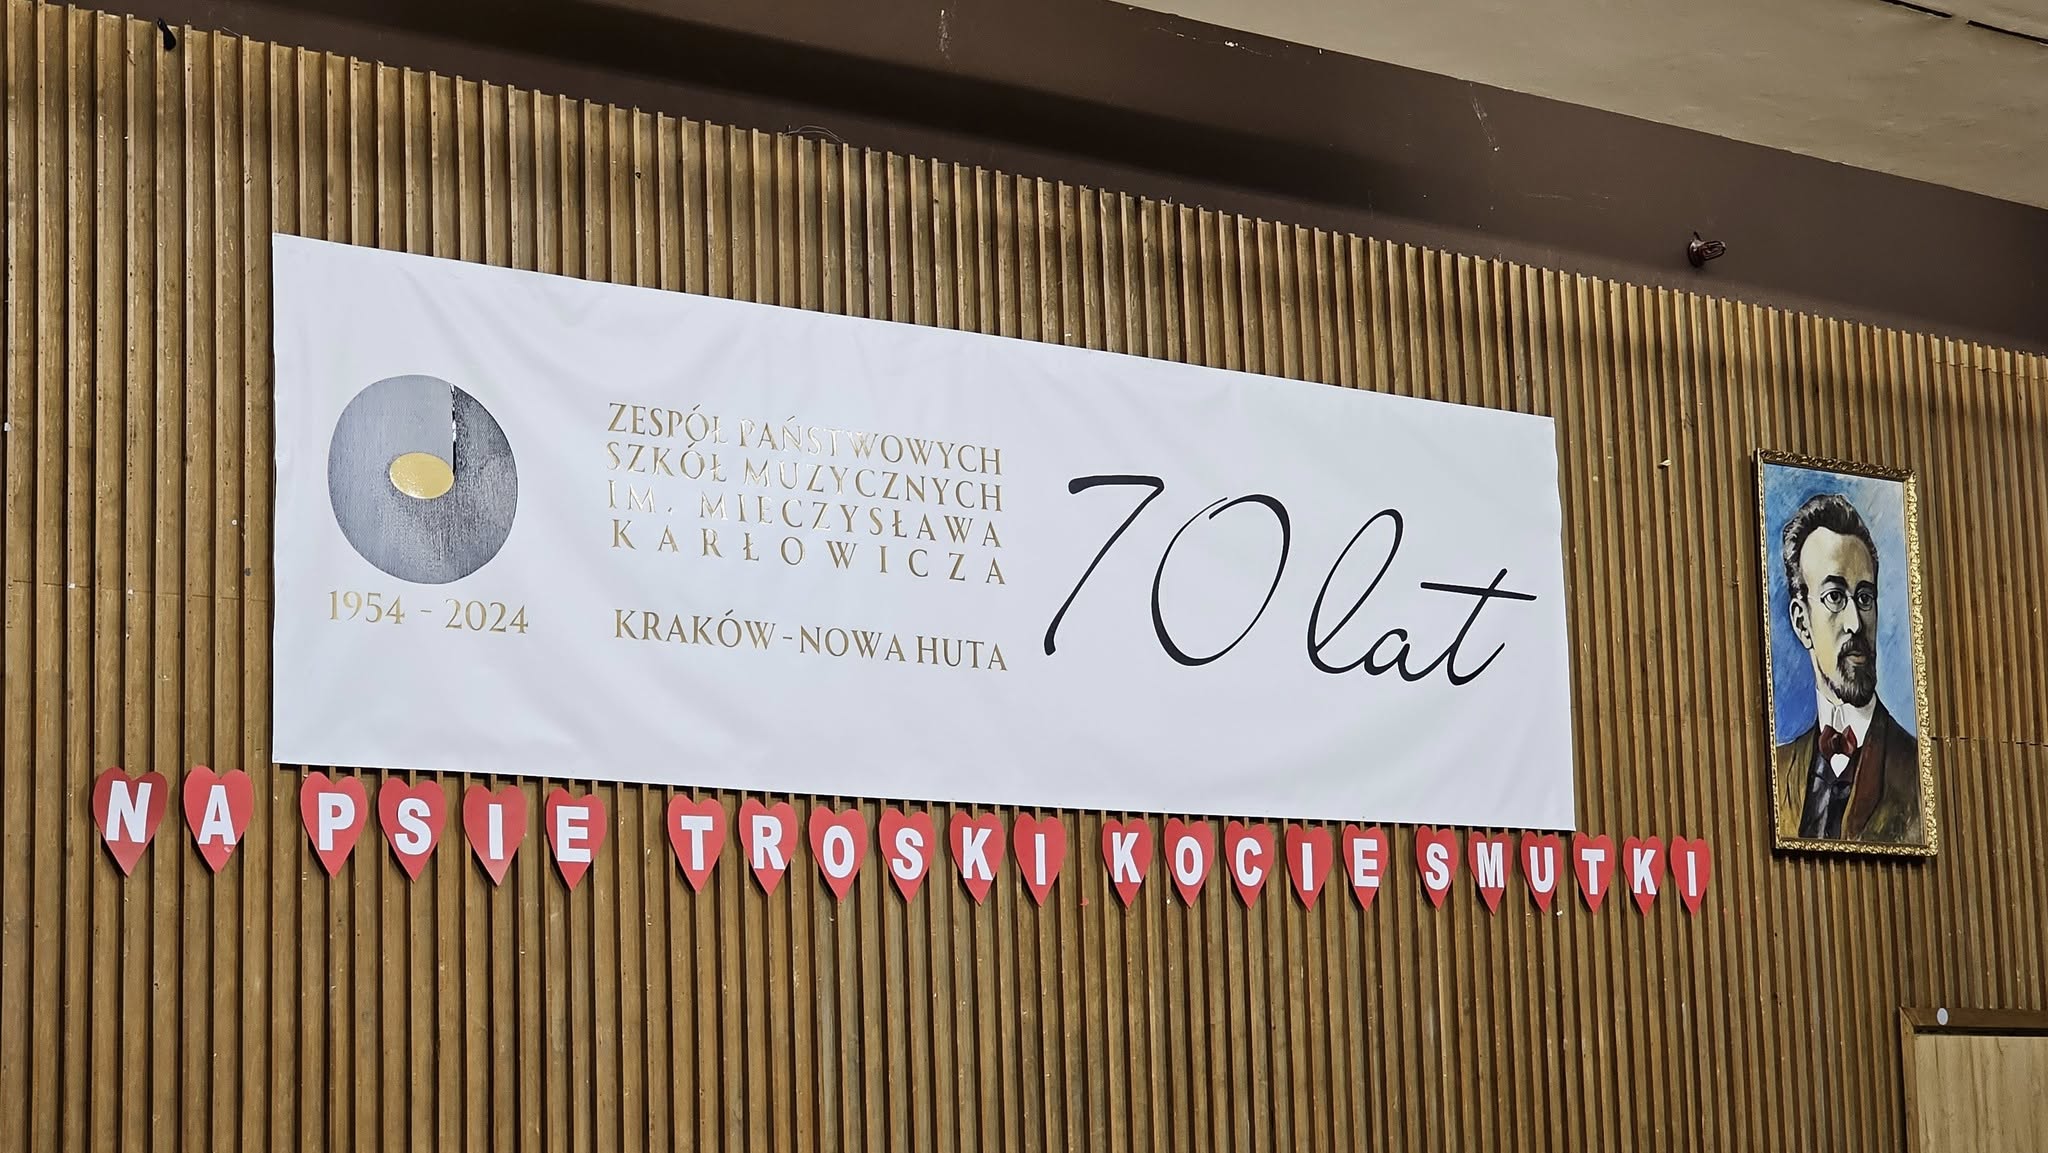 ZESPÓŁ PAŃSTWOWYCH
SZKÓŁ MUZYCZNYCH
IM. MIECZYSŁAWA
KARŁOWICZA
1954 - 2024
KRAKÓW - NOWA HUTA
70 lat
NA PSIE TROSKI KOCIE SMUTKI